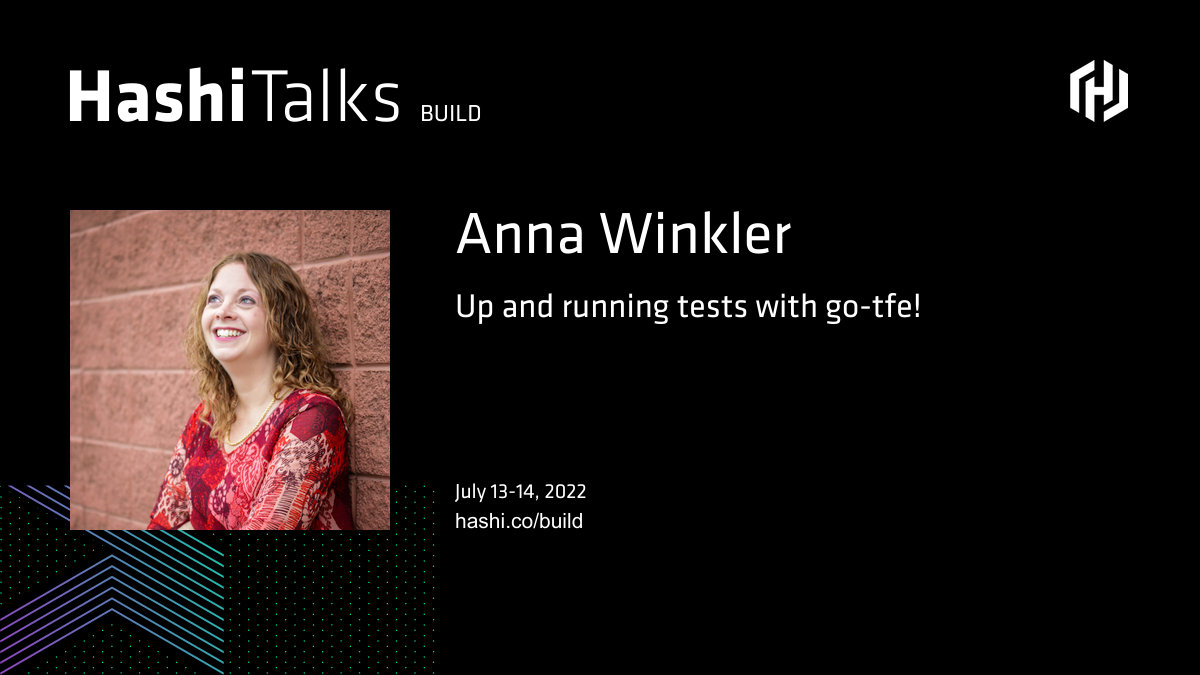 HashiTalks BUILD
Anna Winkler
Up and running tests with go-tfe!
July 13-14, 2022
hashi.co/build